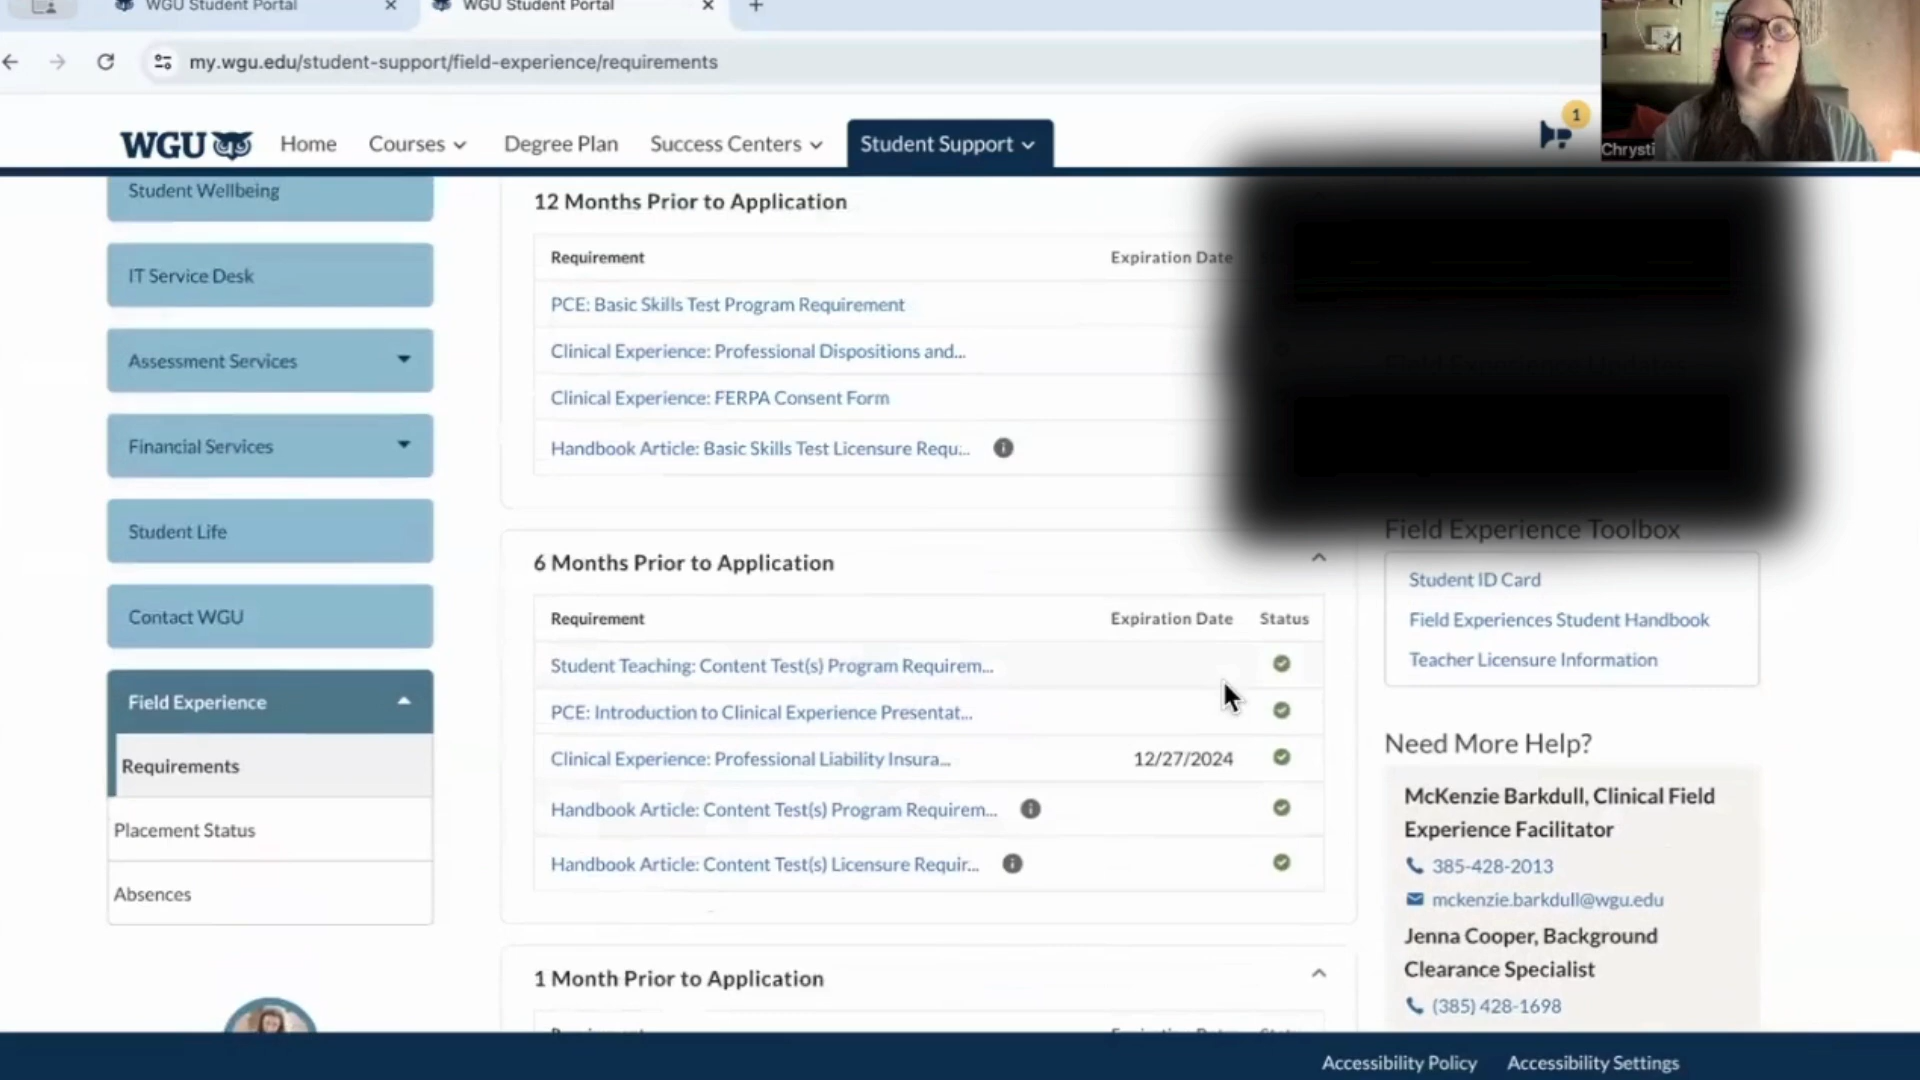 WGU Student Portal
WGU Student Portal
my.wgu.edu/student-support/field-experience/requirements
WGU
Home
Courses
Degree Plan
Success Centers
Student Support
1
Chrysti
Student Wellbeing
IT Service Desk
Assessment Services
Financial Services
Student Life
Contact WGU
Field Experience
Requirements
Placement Status
Absences
12 Months Prior to Application
Requirement Expiration Date
PCE: Basic Skills Test Program Requirement
Clinical Experience: Professional Dispositions and...
Clinical Experience: FERPA Consent Form
Handbook Article: Basic Skills Test Licensure Requ...
6 Months Prior to Application
Requirement Expiration Date Status
Student Teaching: Content Test(s) Program Requirem...
PCE: Introduction to Clinical Experience Presentat...
Clinical Experience: Professional Liability Insura... 12/27/2024
Handbook Article: Content Test(s) Program Requirem...
Handbook Article: Content Test(s) Licensure Requir...
1 Month Prior to Application
Field Experience Toolbox
Student ID Card
Field Experiences Student Handbook
Teacher Licensure Information
Need More Help?
McKenzie Barkdull, Clinical Field
Experience Facilitator
385-428-2013
mckenzie.barkdull@wgu.edu
Jenna Cooper, Background
Clearance Specialist
(385) 428-1698
Accessibility Policy
Accessibility Settings